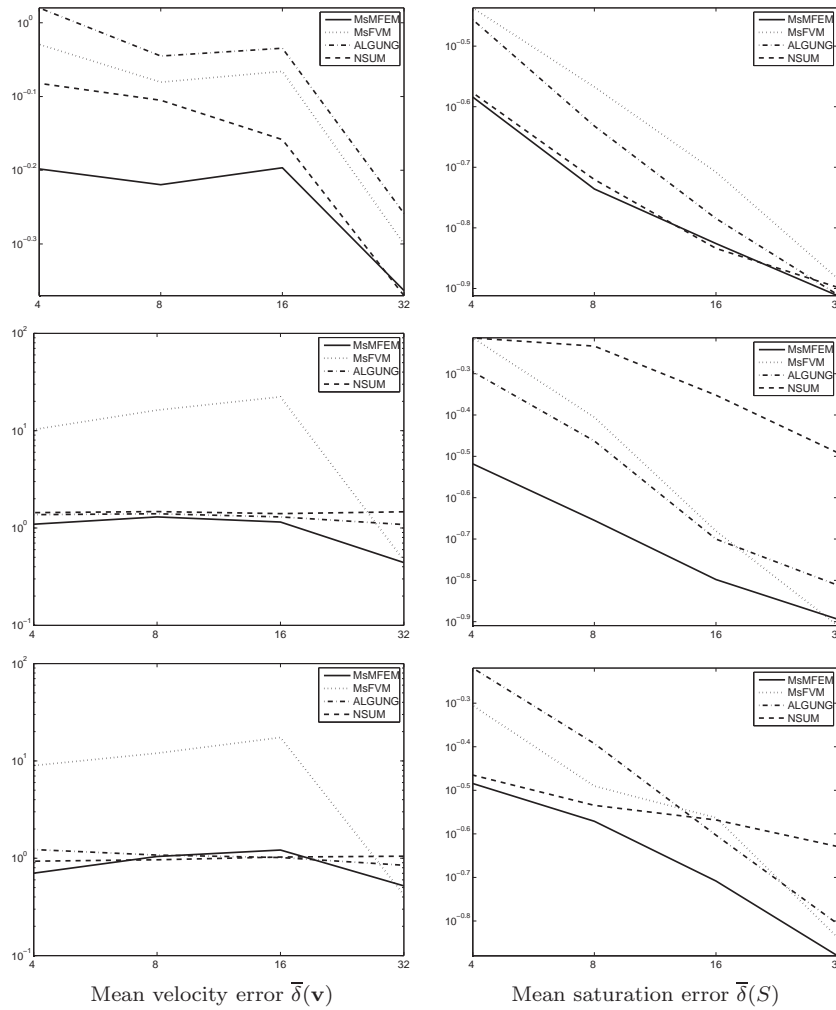 10^0
10^-0.1
10^-0.2
10^-0.3
4
8
16
32
MsMFEM
MsFVM
ALGUNG
NSUM
10^-0.5
10^-0.6
10^-0.7
10^-0.8
10^-0.9
4
8
16
3
MsMFEM
MsFVM
ALGUNG
NSUM
10^2
10^1
10^0
10^-1
4
8
16
32
MsMFEM
MsFVM
ALGUNG
NSUM
10^-0.3
10^-0.4
10^-0.5
10^-0.6
10^-0.7
10^-0.8
10^-0.9
4
8
16
3
MsMFEM
MsFVM
ALGUNG
NSUM
10^2
10^1
10^0
10^-1
4
8
16
32
MsMFEM
MsFVM
ALGUNG
NSUM
10^-0.3
10^-0.4
10^-0.5
10^-0.6
10^-0.7
10^-0.8
4
8
16
3
MsMFEM
MsFVM
ALGUNG
NSUM
Mean velocity error δ̅(v)
Mean saturation error δ̅(S)